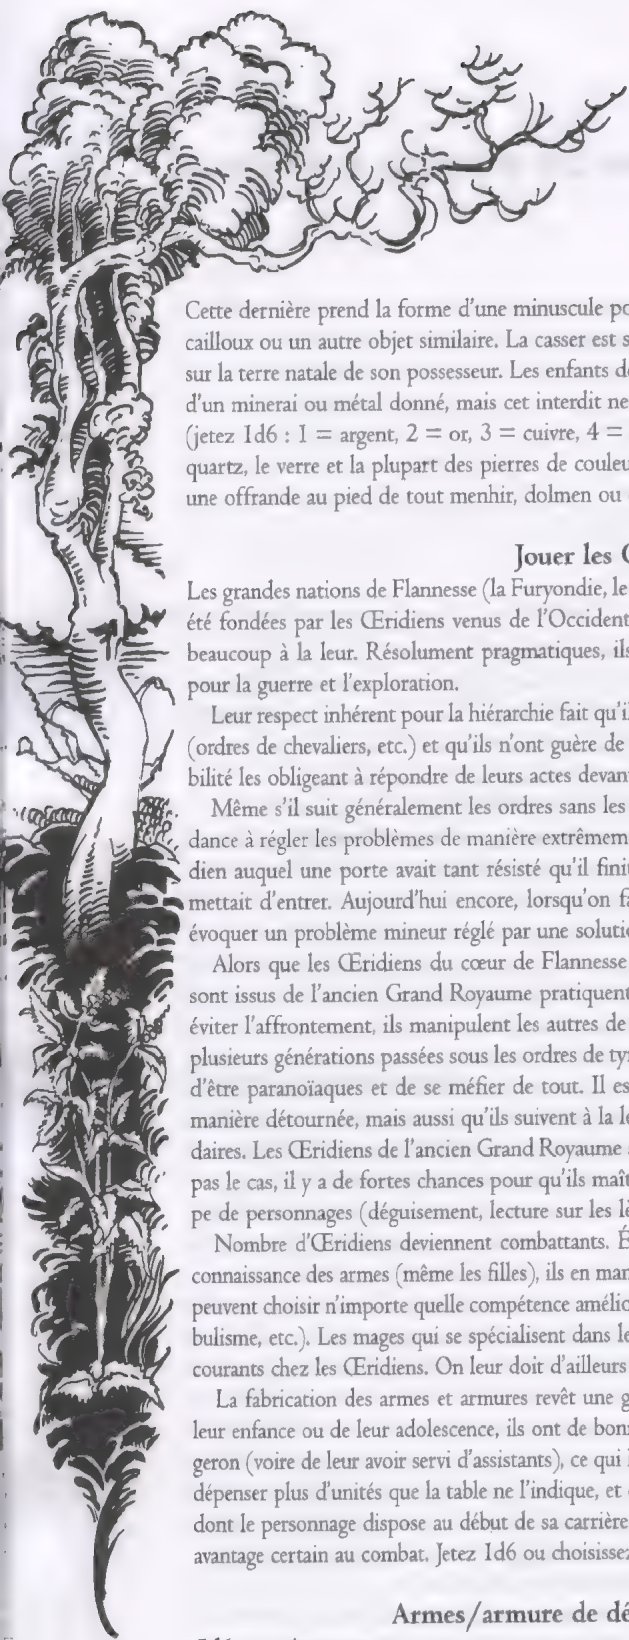 Cette dernière prend la forme d'une minuscule
cailloux ou un autre objet similaire. La casser est
sur la terre natale de son possesseur. Les enfants
d'un minerai ou métal donné, mais cet interdit ne
(jetez 1d6 : 1 = argent, 2 = or, 3 = cuivre, 4 =
quartz, le verre et la plupart des pierres de couleu
une offrande au pied de tout menhir, dolmen ou
Jouer les
Les grandes nations de Flannesse (la Furyondie, le
été fondées par les Œridiens venus de l'Occident
beaucoup à la leur. Résolument pragmatiques, ils
pour la guerre et l'exploration.
Leur respect inhérent pour la hiérarchie fait qu'il
(ordres de chevaliers, etc.) et qu'ils n'ont guère de
bilité les obligeant à répondre de leurs actes devan
Même s'il suit généralement les ordres sans les
dance à régler les problèmes de manière extrêmem
dien auquel une porte avait tant résisté qu'il finit
mettait d'entrer. Aujourd'hui encore, lorsqu'on fa
évoquer un problème mineur réglé par une solutio
Alors que les Œridiens du cœur de Flannesse
sont issus de l'ancien Grand Royaume pratiquent
éviter l'affrontement, ils manipulent les autres de
plusieurs générations passées sous les ordres de tyr
d'être paranoïaques et de se méfier de tout. Il es
manière détournée, mais aussi qu'ils suivent à la le
daires. Les Œridiens de l'ancien Grand Royaume
pas le cas, il y a de fortes chances pour qu'ils maît
pe de personnages (déguisement, lecture sur les lè
Nombre d'Œridiens deviennent combattants. É
connaissance des armes (même les filles), ils en man
peuvent choisir n'importe quelle compétence amélio
bulisme, etc.). Les mages qui se spécialisent dans le
courants chez les Œridiens. On leur doit d'ailleurs
La fabrication des armes et armures revêt une g
leur enfance ou de leur adolescence, ils ont de bon
geron (voire de leur avoir servi d'assistants), ce qui
dépenser plus d'unités que la table ne l'indique, et
dont le personnage dispose au début de sa carrière
avantage certain au combat. Jetez 1d6 ou choisissez
Armes/armure de dé